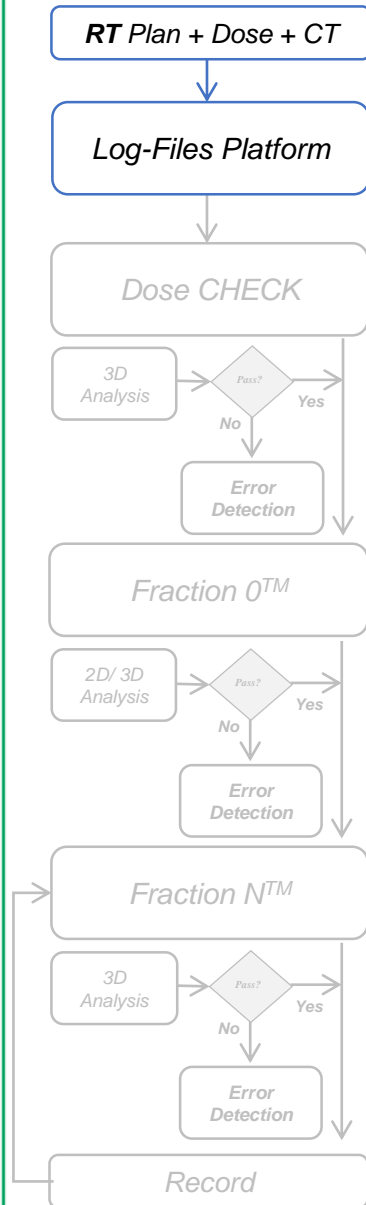 RT Plan + Dose + CT
Log-Files Platform
Dose CHECK
3D
Analysis
Pass?
Yes
No
Error
Detection
Fraction 0TM
2D/ 3D
Analysis
Pass?
Yes
No
Error
Detection
Fraction NTM
3D
Analysis
Pass?
Yes
No
Error
Detection
Record